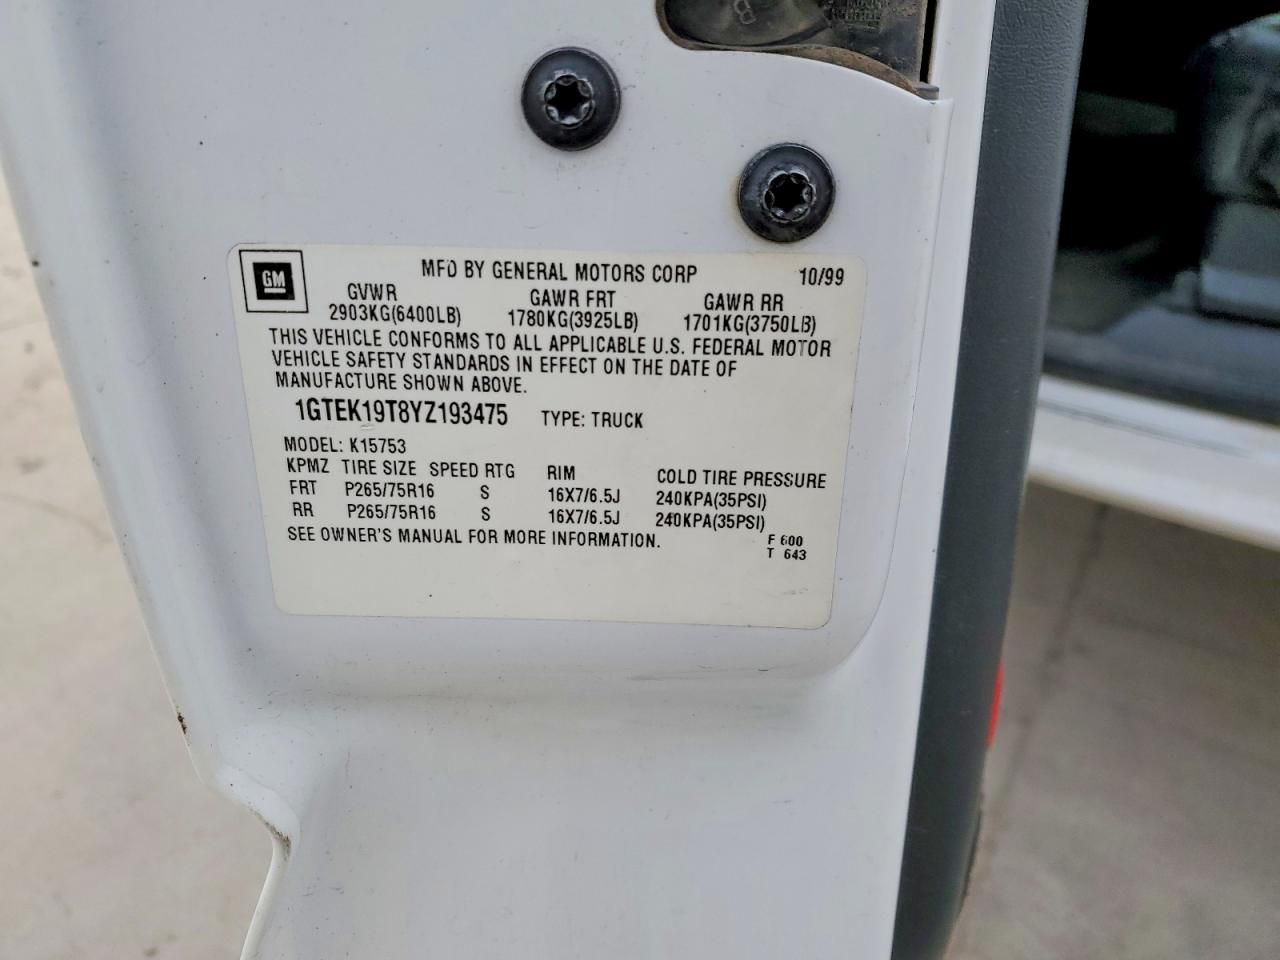 GM
MFD BY GENERAL MOTORS CORP 10/99
GVWR GAWR FRT GAWR RR
2903KG(6400LB) 1780KG(3925LB) 1701KG(3750LB)
THIS VEHICLE CONFORMS TO ALL APPLICABLE U.S. FEDERAL MOTOR
VEHICLE SAFETY STANDARDS IN EFFECT ON THE DATE OF
MANUFACTURE SHOWN ABOVE.
1GTEK19T8YZ193475 TYPE: TRUCK
MODEL: K15753
KPMZ TIRE SIZE SPEED RTG RIM COLD TIRE PRESSURE
FRT P265/75R16 S 16X7/6.5J 240KPA(35PSI)
RR P265/75R16 S 16X7/6.5J 240KPA(35PSI)
SEE OWNER'S MANUAL FOR MORE INFORMATION.
F 600
T 643